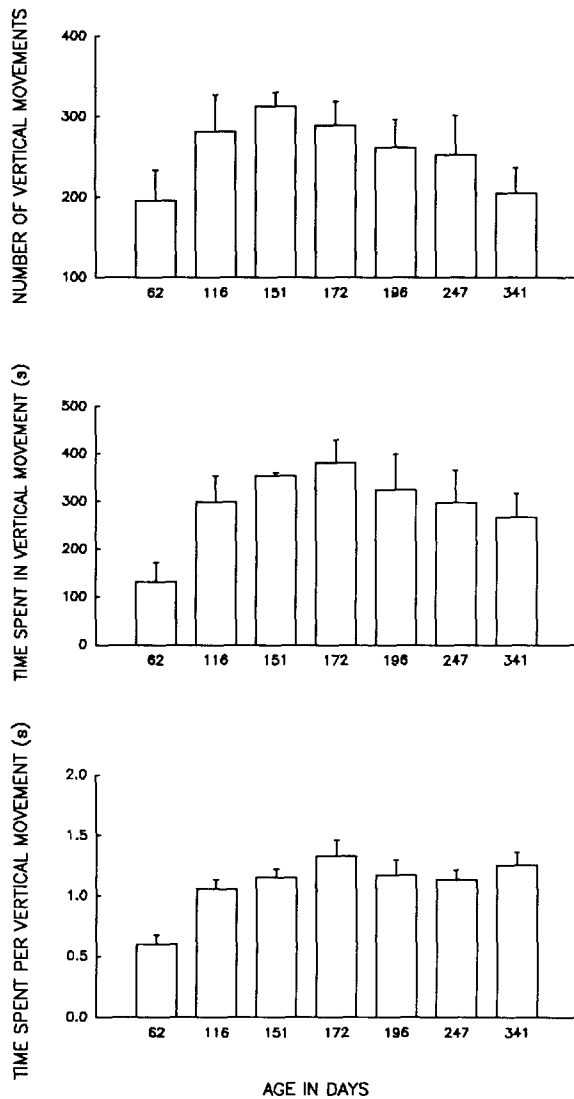 NUMBER OF VERTICAL MOVEMENTS
400
300
200
100
62 116 151 172 196 247 341
TIME SPENT IN VERTICAL MOVEMENT (s)
500
400
300
200
100
0
62 116 151 172 196 247 341
TIME SPENT PER VERTICAL MOVEMENT (s)
2.0
1.5
1.0
0.5
0.0
62 116 151 172 196 247 341
AGE IN DAYS